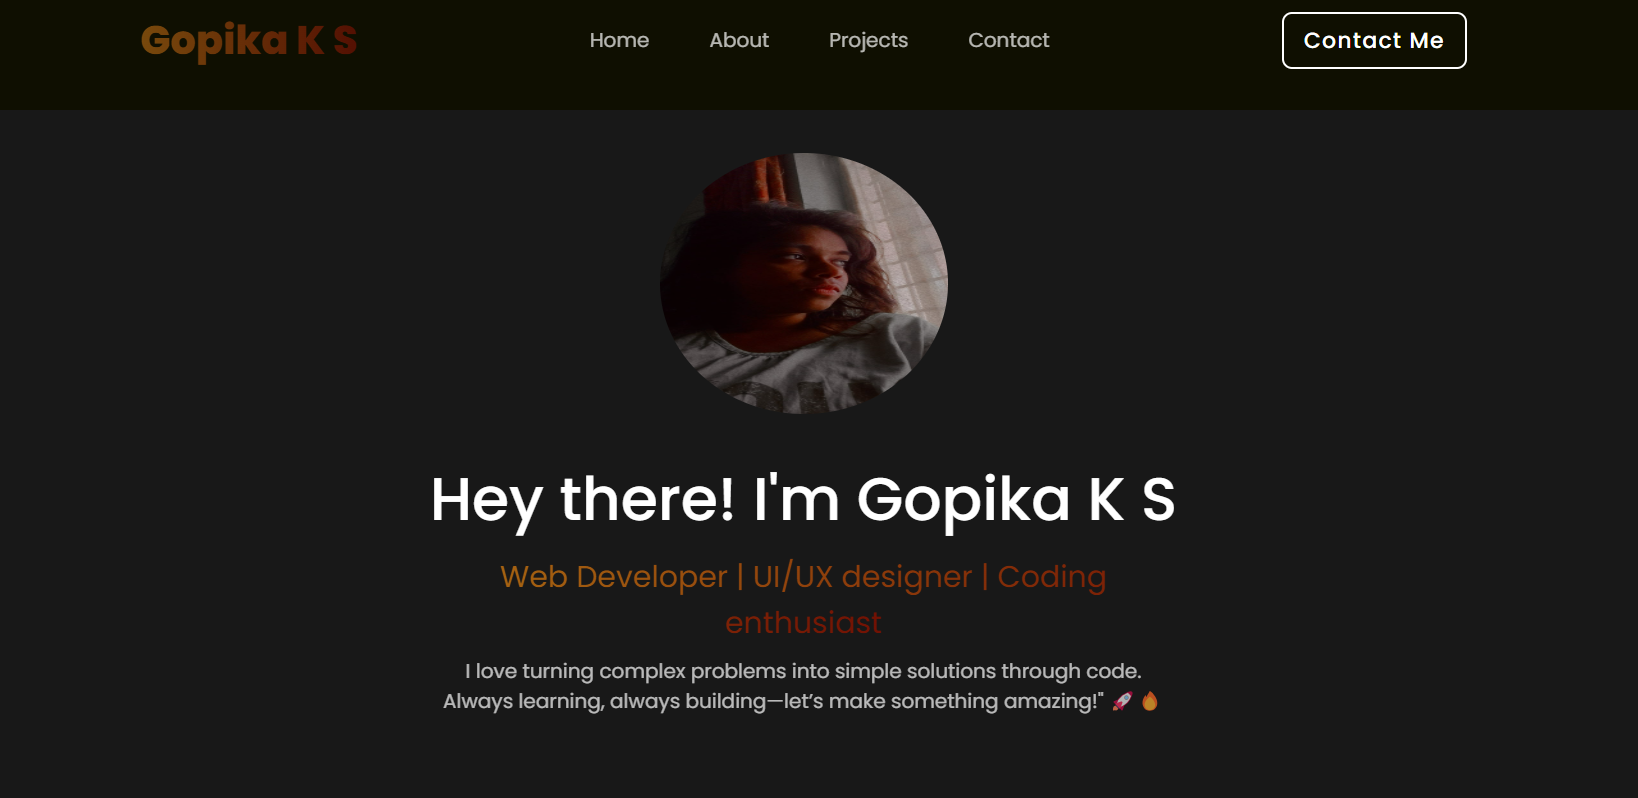 Gopika K S
Home
About
Projects
Contact
Contact Me
Hey there! I'm Gopika K S
Web Developer | UI/UX designer | Coding
enthusiast
I love turning complex problems into simple solutions through code.
Always learning, always building—let’s make something amazing!" 🚀 🔥